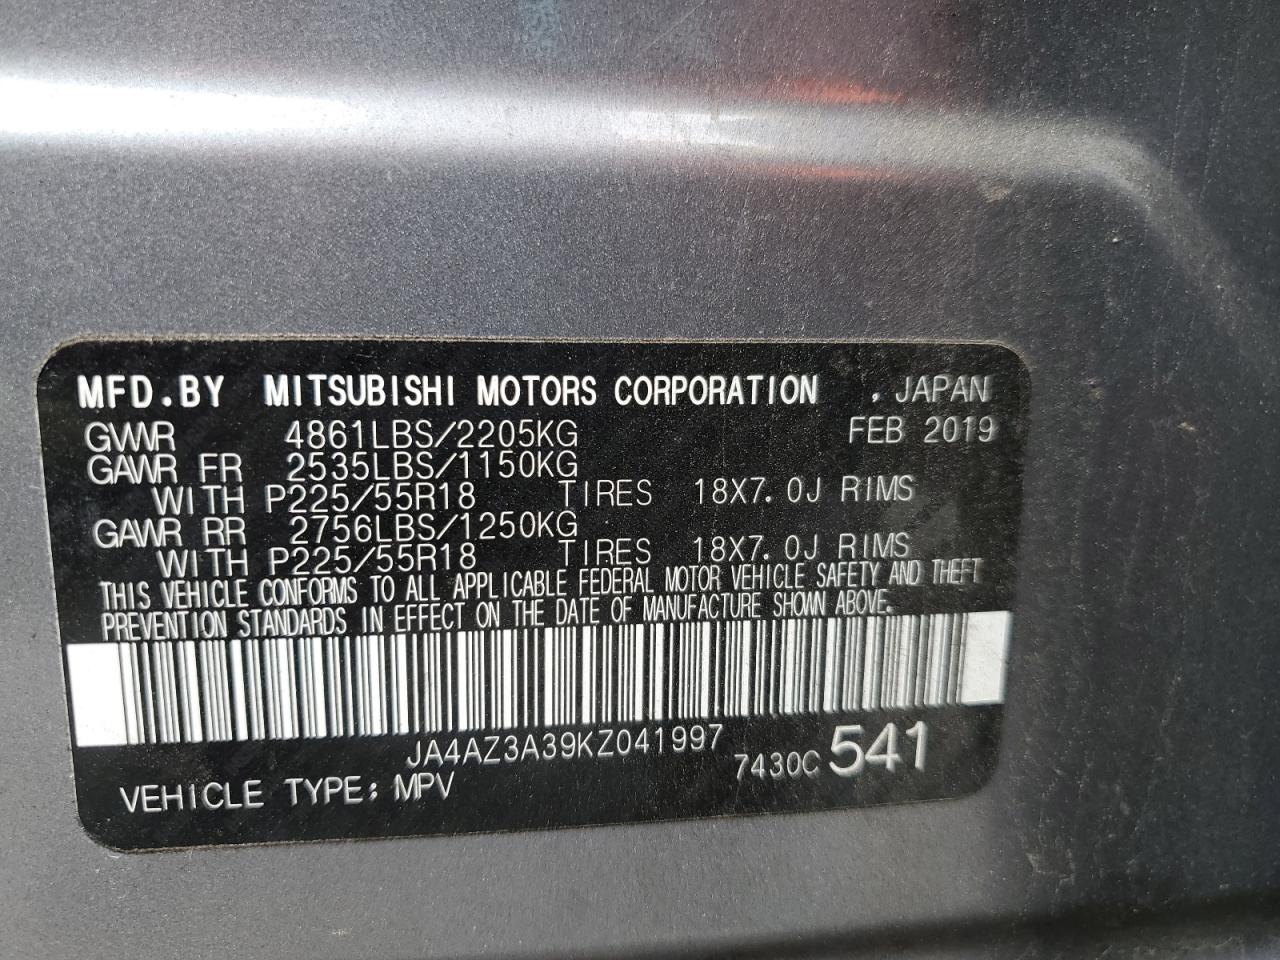 MFD.BY MITSUBISHI MOTORS CORPORATION , JAPAN
GVWR 4861LBS/2205KG FEB 2019
GAWR FR 2535LBS/1150KG
WITH P225/55R18 TIRES 18X7.0J RIMS
GAWR RR 2756LBS/1250KG
WITH P225/55R18 TIRES 18X7.0J RIMS
THIS VEHICLE CONFORMS TO ALL APPLICABLE FEDERAL MOTOR VEHICLE SAFETY AND THEFT
PREVENTION STANDARDS IN EFFECT ON THE DATE OF MANUFACTURE SHOWN ABOVE.
JA4AZ3A39KZ041997 7430C 541
VEHICLE TYPE: MPV